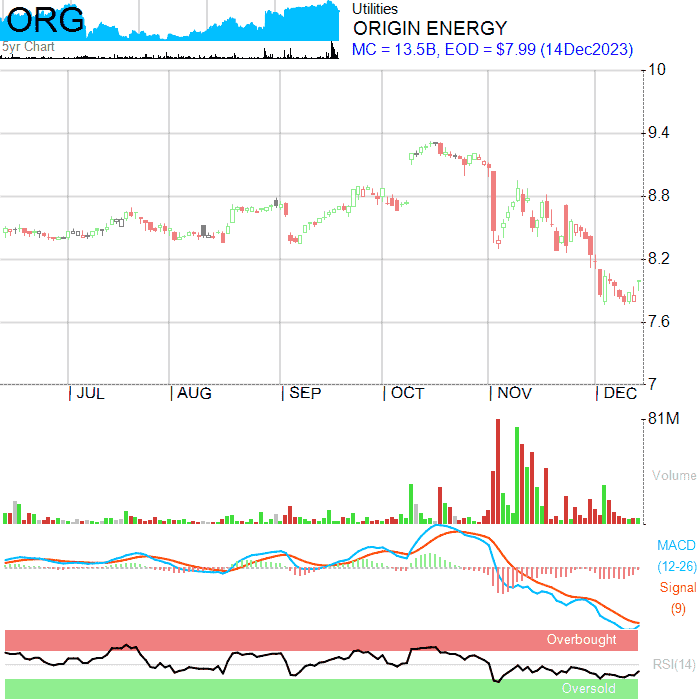 ORG
5yr Chart
Utilities
ORIGIN ENERGY
MC = 13.5B, EOD = $7.99 (14Dec2023)
10
9.4
8.8
8.2
7.6
7
JUL AUG SEP OCT NOV DEC
81M
Volume
MACD
(12-26)
Signal
(9)
Overbought
RSI(14)
Oversold